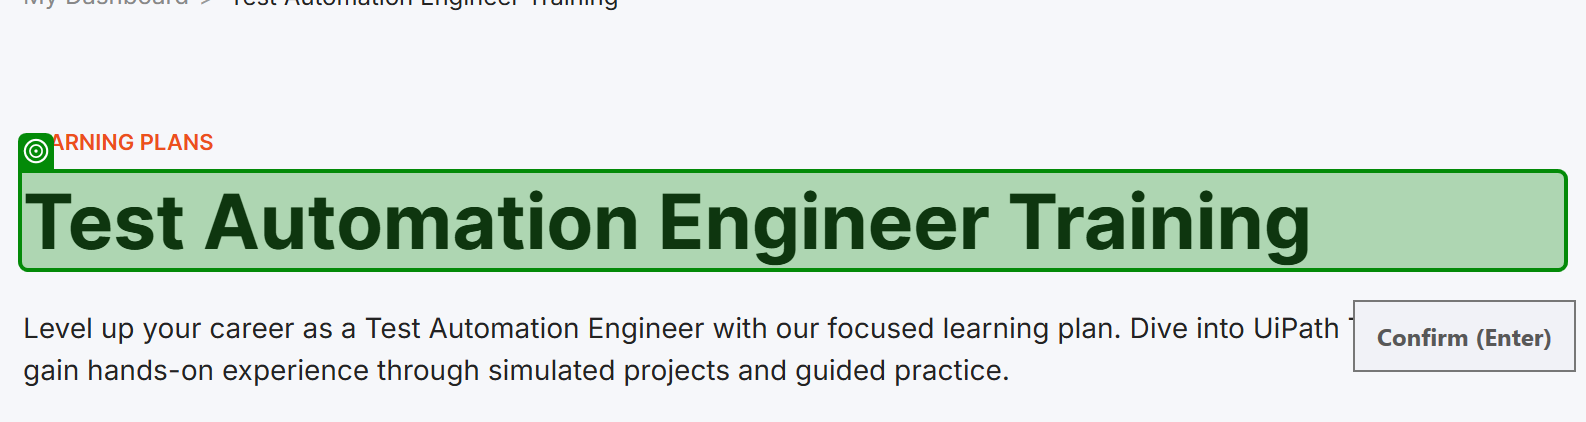 My Dashboard > Test Automation Engineer Training
ARNING PLANS
Test Automation Engineer Training
Level up your career as a Test Automation Engineer with our focused learning plan. Dive into UiPath
Confirm (Enter)
gain hands-on experience through simulated projects and guided practice.